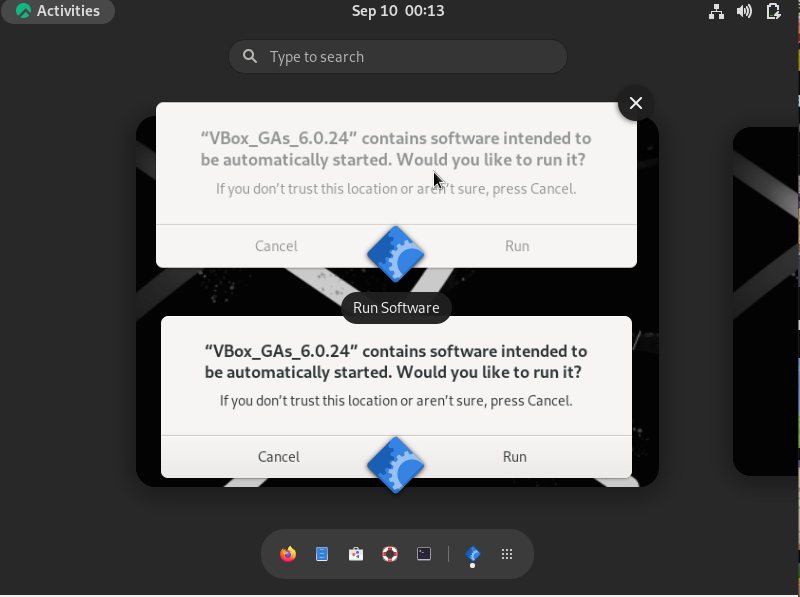 Activities
Sep 10 00:13
Type to search
“VBox_GAs_6.0.24” contains software intended to
be automatically started. Would you like to run it?
If you don’t trust this location or aren’t sure, press Cancel.
Cancel
Run
Run Software
“VBox_GAs_6.0.24” contains software intended to
be automatically started. Would you like to run it?
If you don’t trust this location or aren’t sure, press Cancel.
Cancel
Run